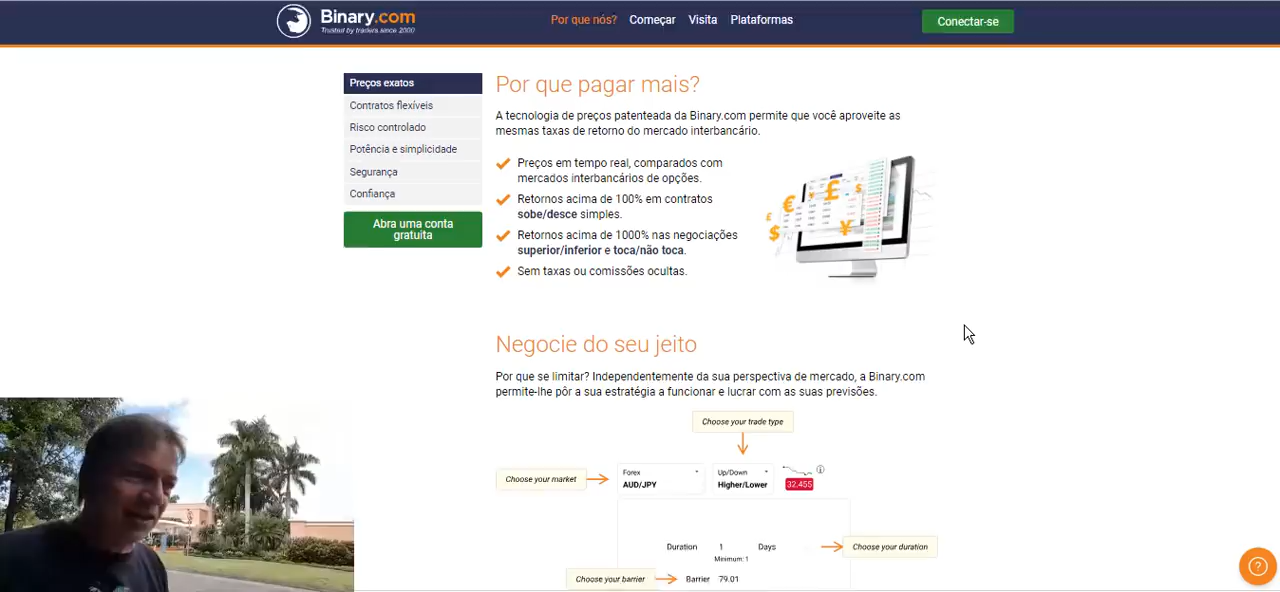 Binary.com
Trusted by traders since 2000
Por que nós? Começar Visita Plataformas
Conectar-se
Preços exatos
Contratos flexíveis
Risco controlado
Potência e simplicidade
Segurança
Confiança
Abra uma conta
gratuita
Por que pagar mais?
A tecnologia de preços patenteada da Binary.com permite que você aproveite as
mesmas taxas de retorno do mercado interbancário.
Preços em tempo real, comparados com
mercados interbancários de opções.
Retornos acima de 100% em contratos
sobe/desce simples.
Retornos acima de 1000% nas negociações
superior/inferior e toca/não toca.
Sem taxas ou comissões ocultas.
Negocie do seu jeito
Por que se limitar? Independentemente da sua perspectiva de mercado, a Binary.com
permite-lhe pôr a sua estratégia a funcionar e lucrar com as suas previsões.
Choose your trade type
Choose your market
Forex
AUD/JPY
Up/Down
Higher/Lower
32.455
Duration 1 Days
Minimum: 1
Choose your duration
Choose your barrier
Barrier 79.01